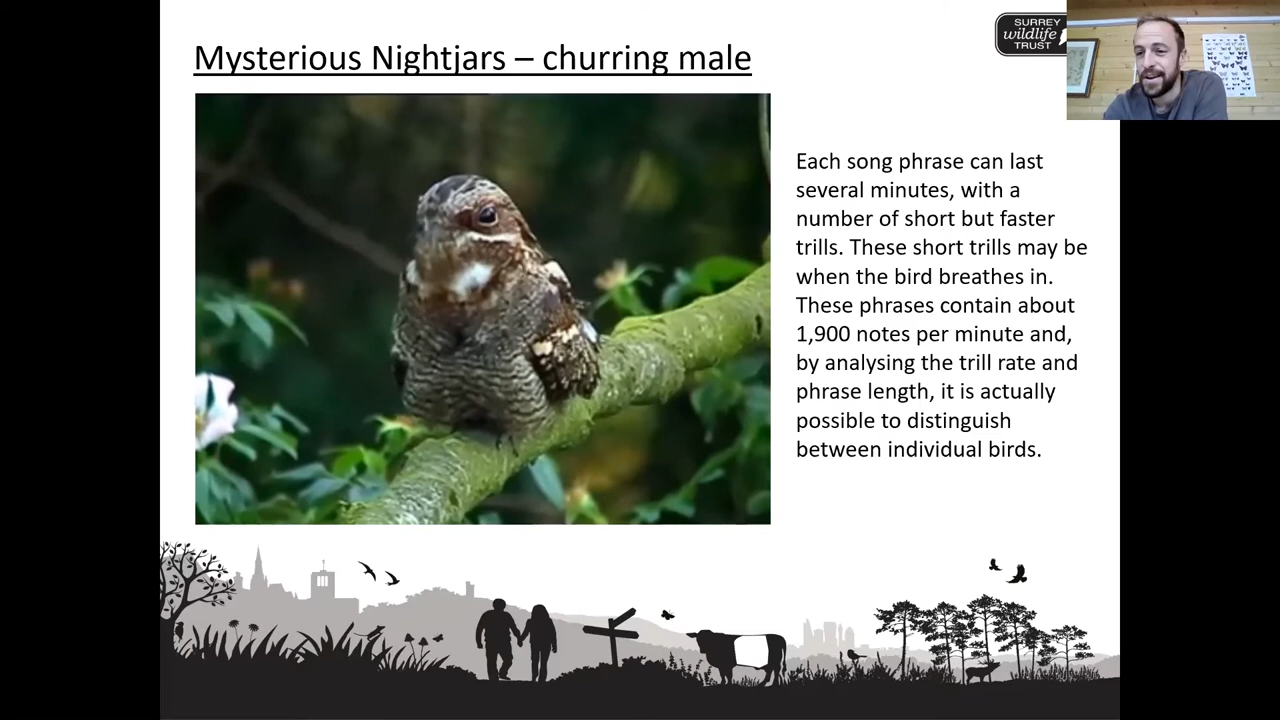 Mysterious Nightjars – churring male
SURREY
wildlife
TRUST
Each song phrase can last
several minutes, with a
number of short but faster
trills. These short trills may be
when the bird breathes in.
These phrases contain about
1,900 notes per minute and,
by analysing the trill rate and
phrase length, it is actually
possible to distinguish
between individual birds.